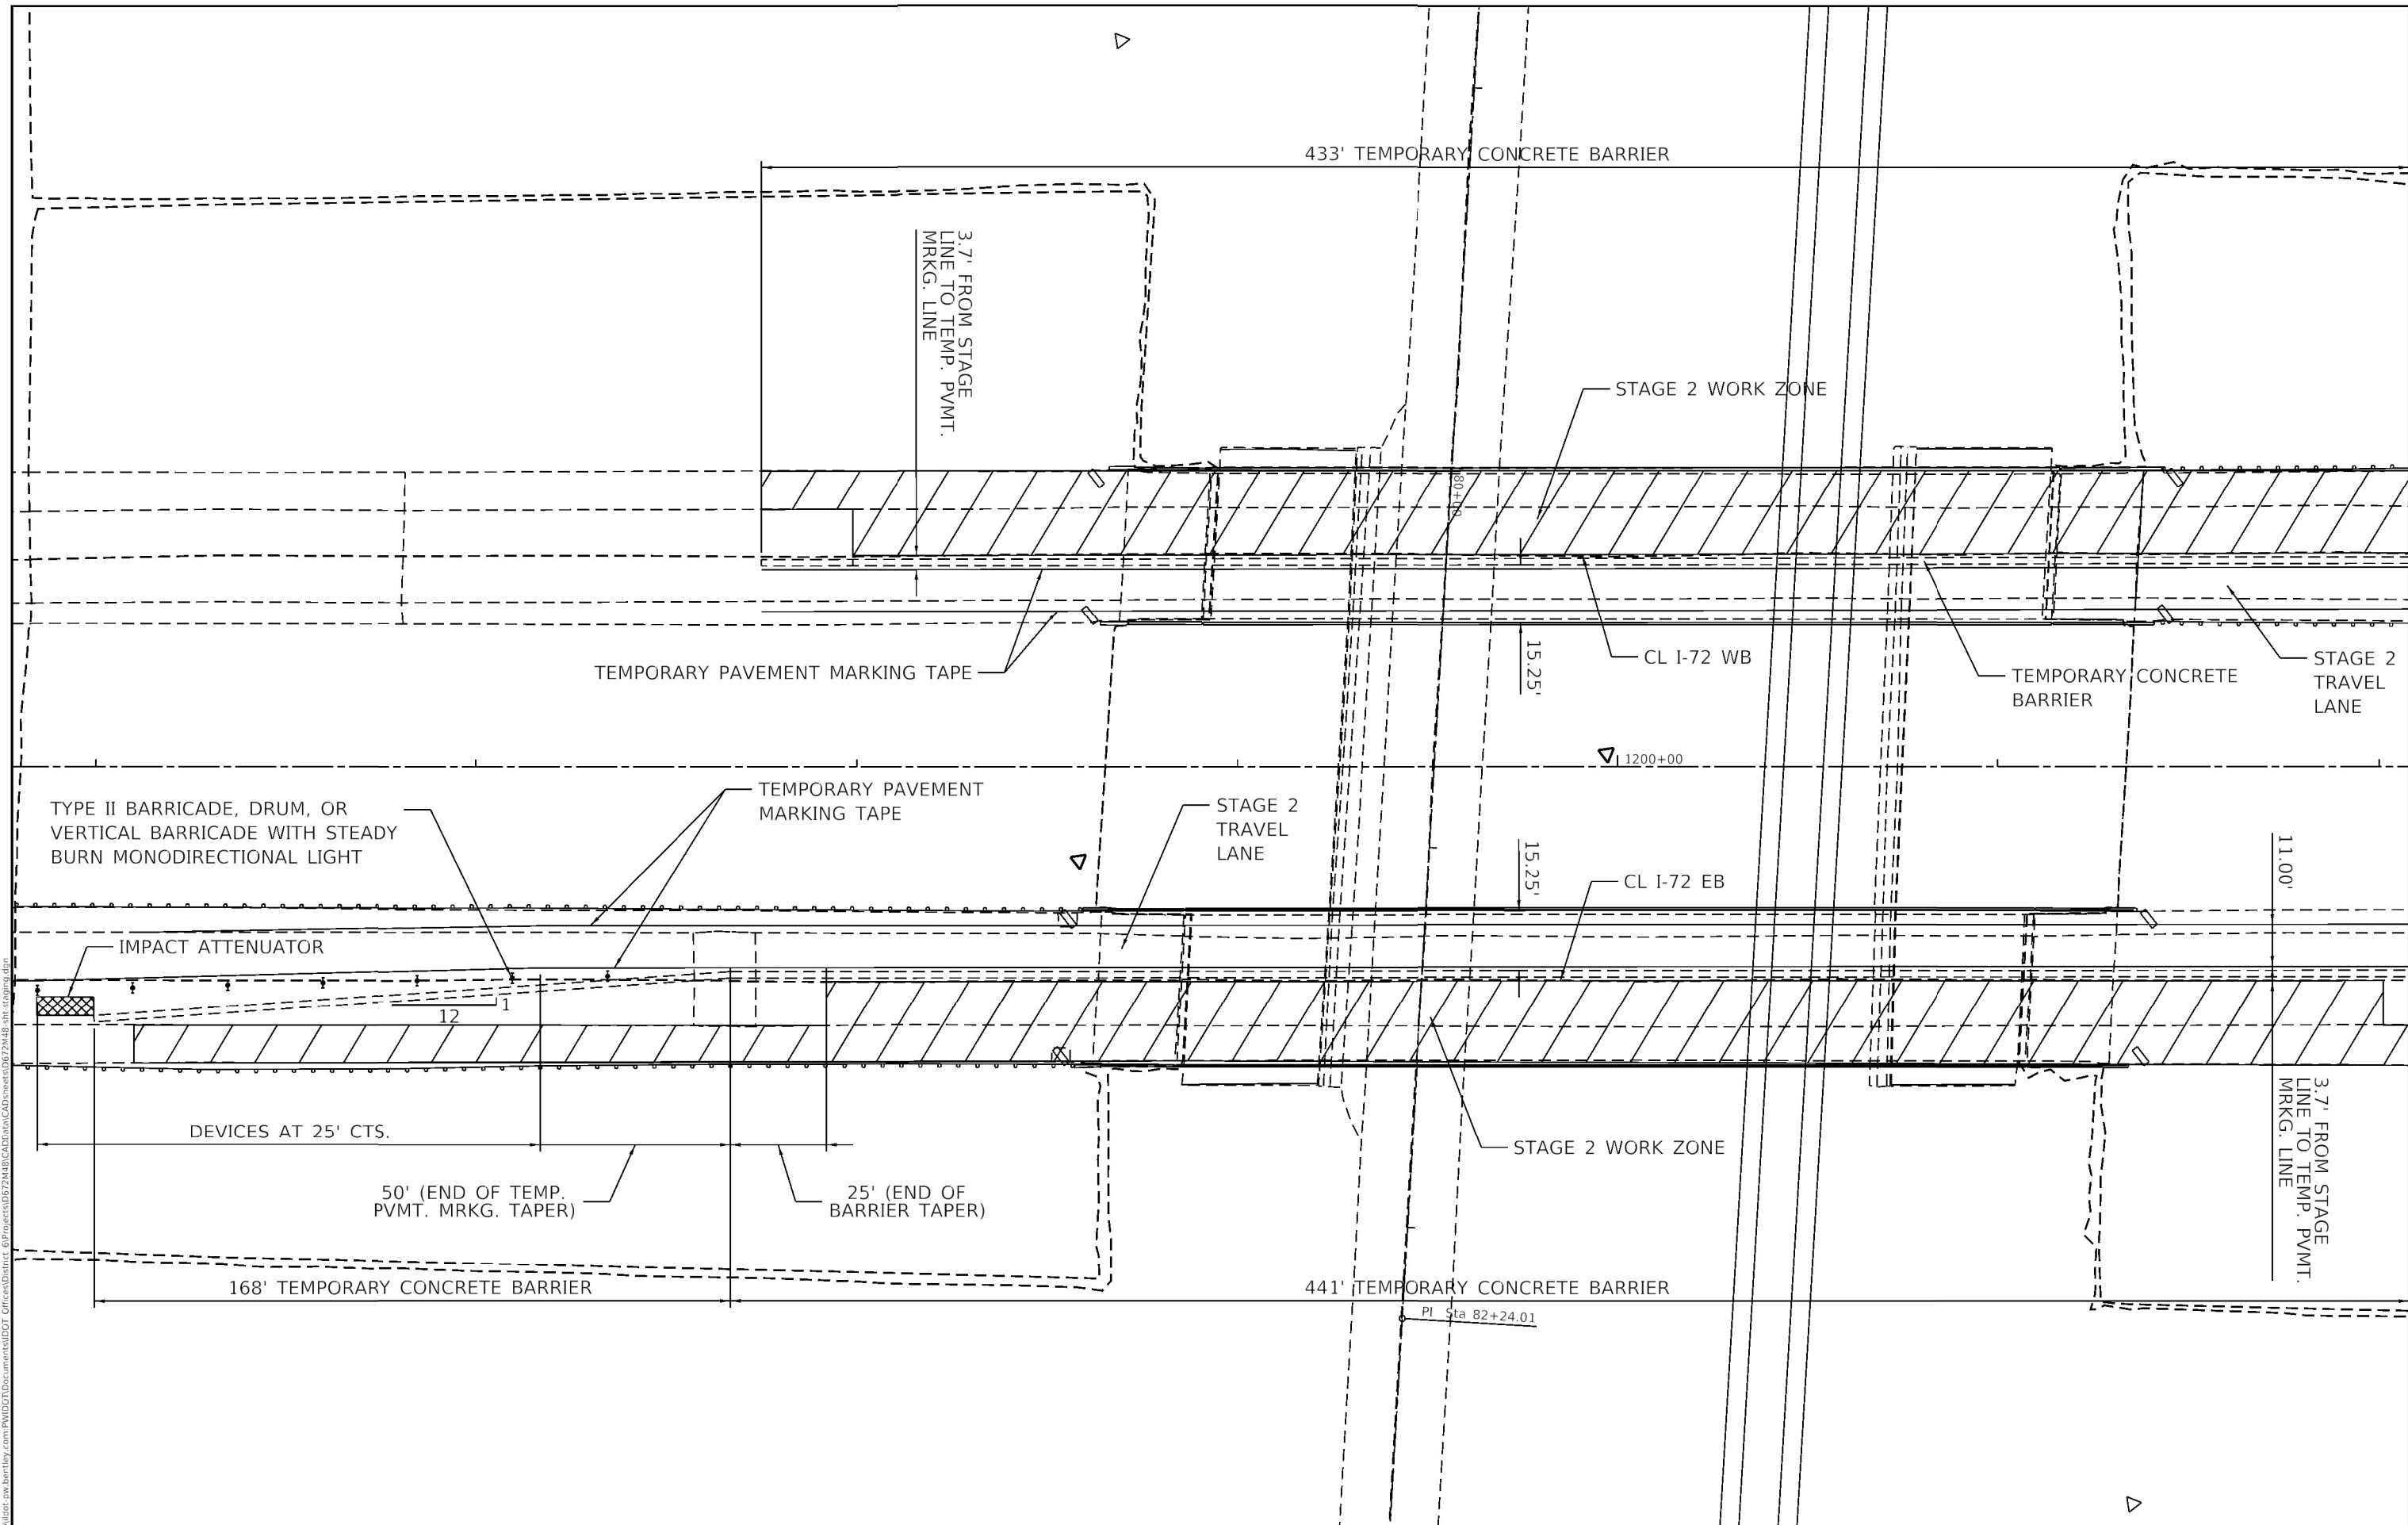 433' TEMPORARY CONCRETE BARRIER
3.7' FROM STAGE
LINE TO TEMP. PVMT.
MRKG. LINE
STAGE 2 WORK ZONE
80+00
TEMPORARY PAVEMENT MARKING TAPE
15.25'
CL I-72 WB
TEMPORARY CONCRETE
BARRIER
STAGE 2
TRAVEL
LANE
1200+00
TYPE II BARRICADE, DRUM, OR
VERTICAL BARRICADE WITH STEADY
BURN MONODIRECTIONAL LIGHT
TEMPORARY PAVEMENT
MARKING TAPE
STAGE 2
TRAVEL
LANE
15.25'
CL I-72 EB
11.00'
IMPACT ATTENUATOR
12
1
DEVICES AT 25' CTS.
50' (END OF TEMP.
PVMT. MRKG. TAPER)
25' (END OF
BARRIER TAPER)
STAGE 2 WORK ZONE
3.7' FROM STAGE
LINE TO TEMP. PVMT.
MRKG. LINE
168' TEMPORARY CONCRETE BARRIER
441' TEMPORARY CONCRETE BARRIER
PI Sta 82+24.01